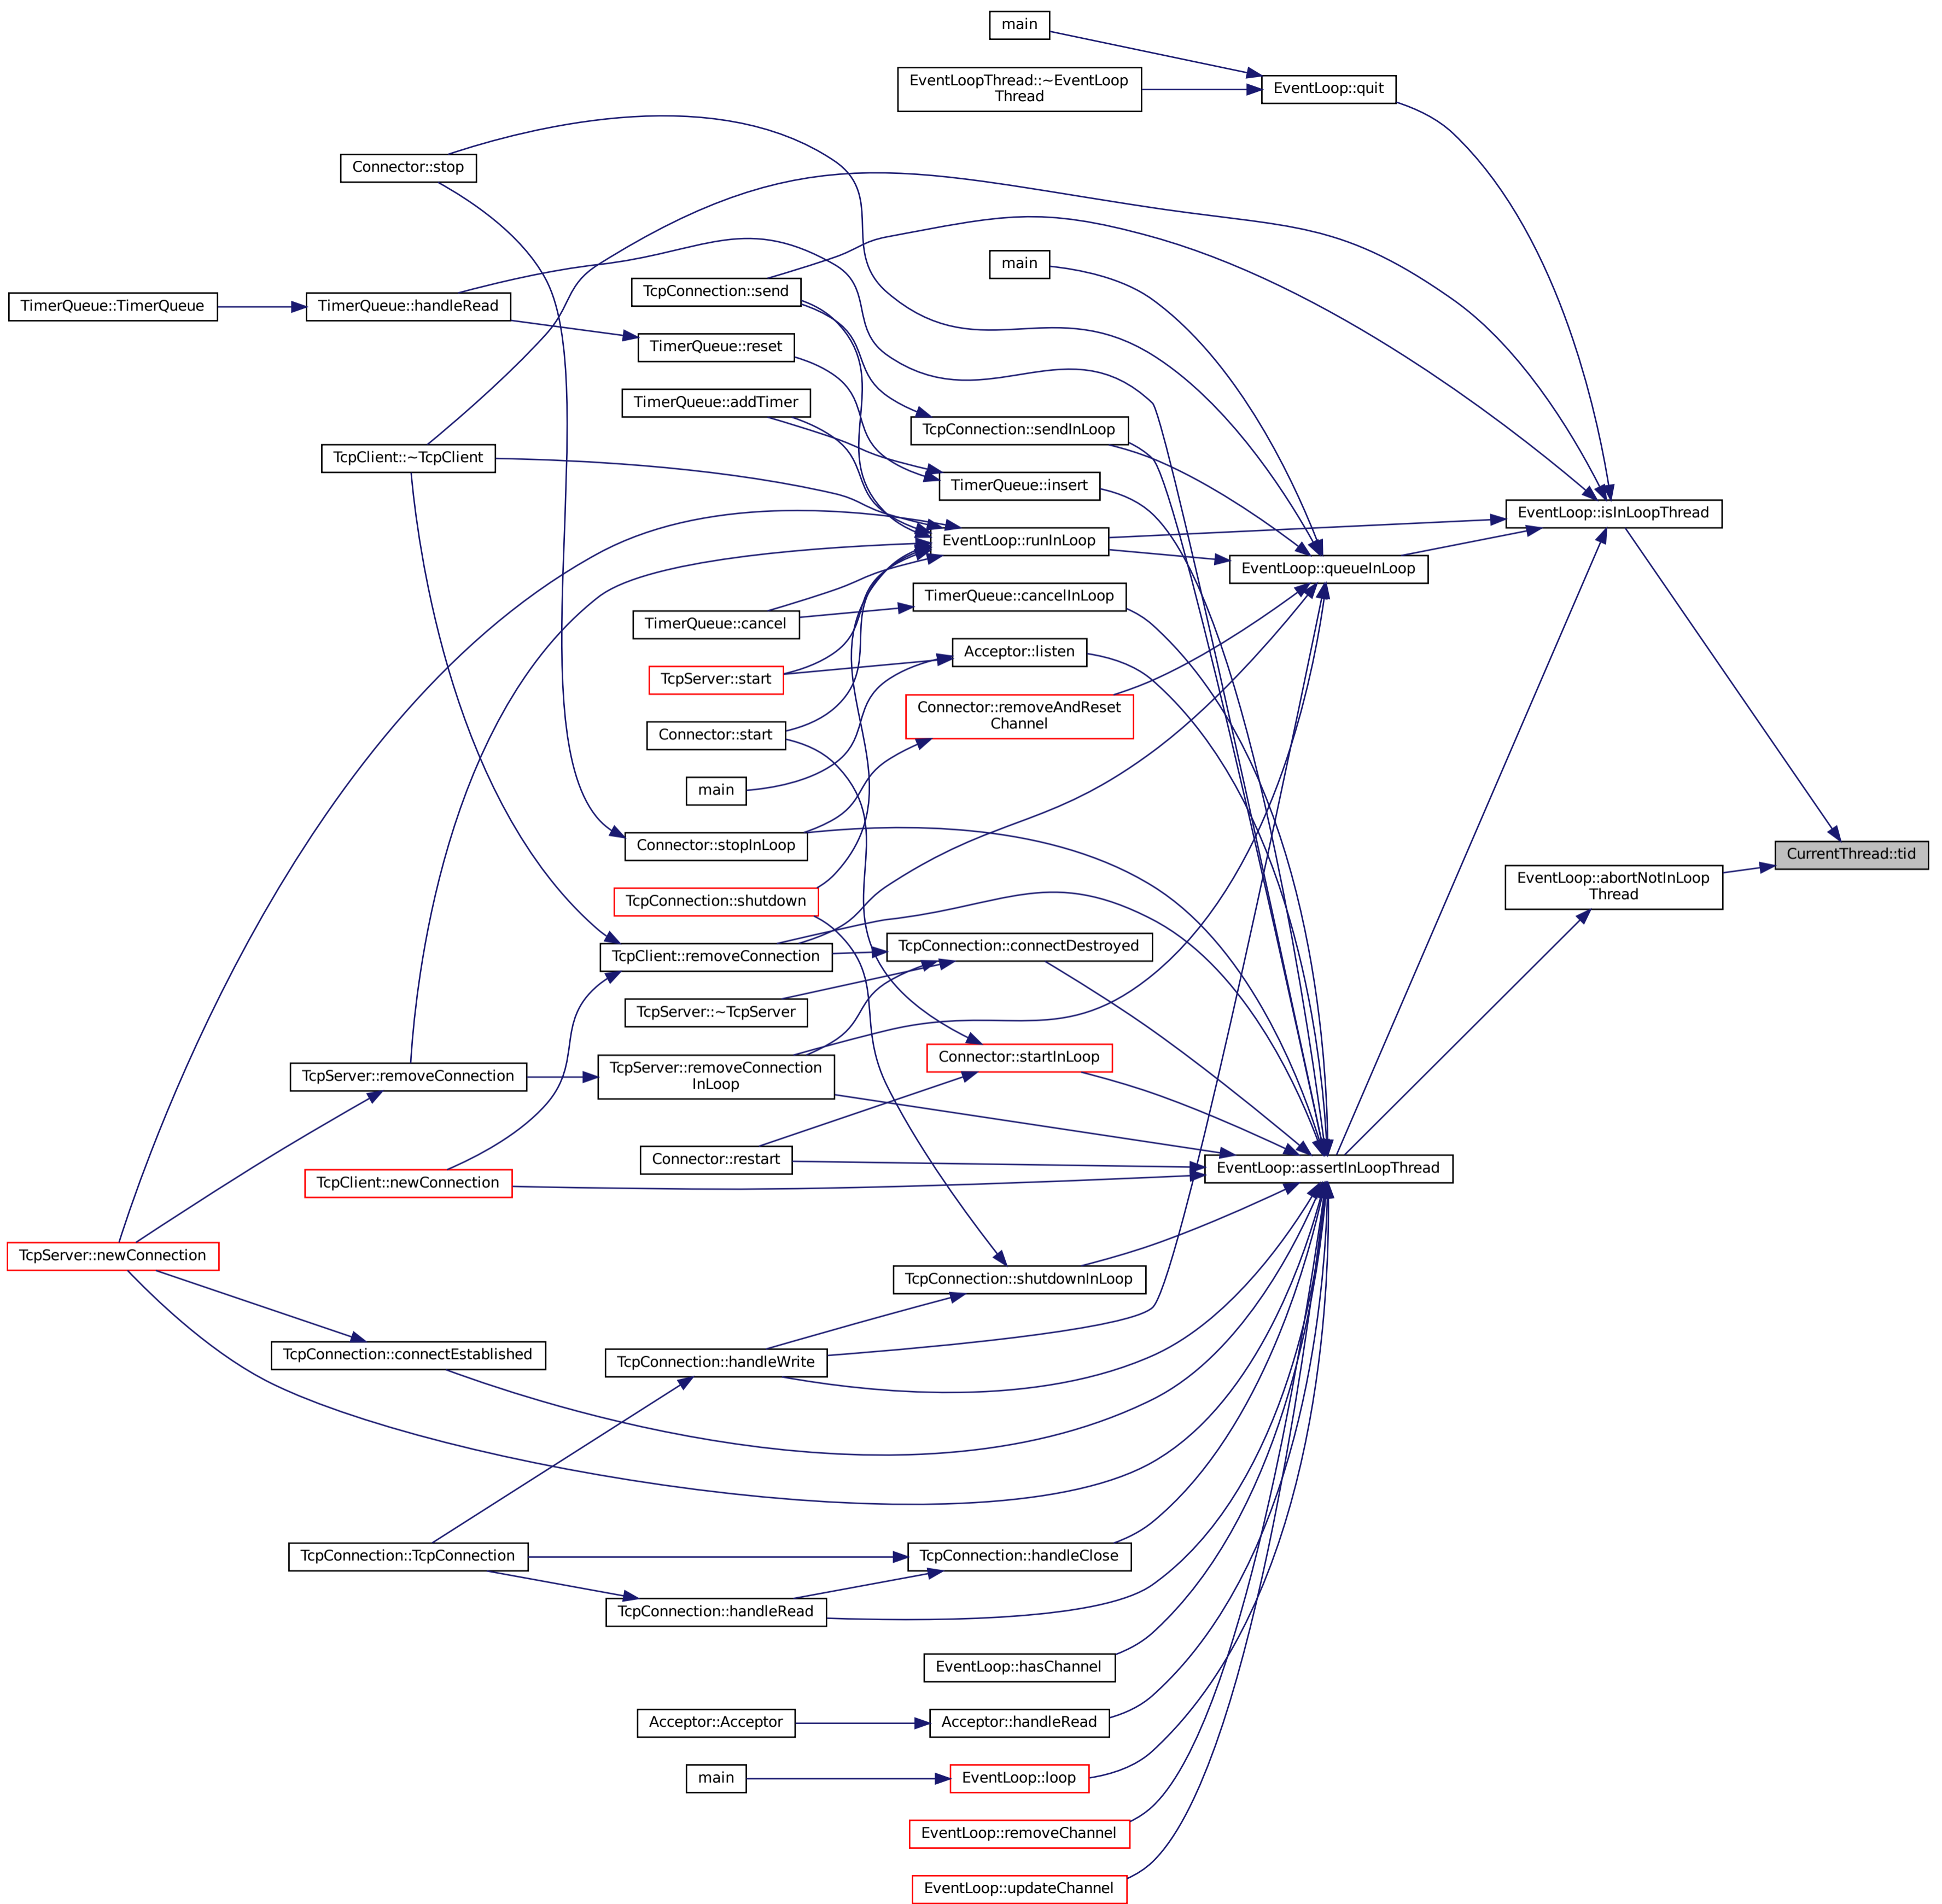 main
EventLoopThread::~EventLoop
Thread
EventLoop::quit
Connector::stop
main
TcpConnection::send
TimerQueue::TimerQueue
TimerQueue::handleRead
TimerQueue::reset
TimerQueue::addTimer
TcpConnection::sendInLoop
TcpClient::~TcpClient
TimerQueue::insert
EventLoop::isInLoopThread
EventLoop::runInLoop
EventLoop::queueInLoop
TimerQueue::cancelInLoop
TimerQueue::cancel
Acceptor::listen
TcpServer::start
Connector::removeAndReset
Channel
Connector::start
main
Connector::stopInLoop
CurrentThread::tid
EventLoop::abortNotInLoop
Thread
TcpConnection::shutdown
TcpConnection::connectDestroyed
TcpClient::removeConnection
TcpServer::~TcpServer
Connector::startInLoop
TcpServer::removeConnection
TcpServer::removeConnection
InLoop
Connector::restart
EventLoop::assertInLoopThread
TcpClient::newConnection
TcpServer::newConnection
TcpConnection::shutdownInLoop
TcpConnection::connectEstablished
TcpConnection::handleWrite
TcpConnection::TcpConnection
TcpConnection::handleClose
TcpConnection::handleRead
EventLoop::hasChannel
Acceptor::Acceptor
Acceptor::handleRead
main
EventLoop::loop
EventLoop::removeChannel
EventLoop::updateChannel